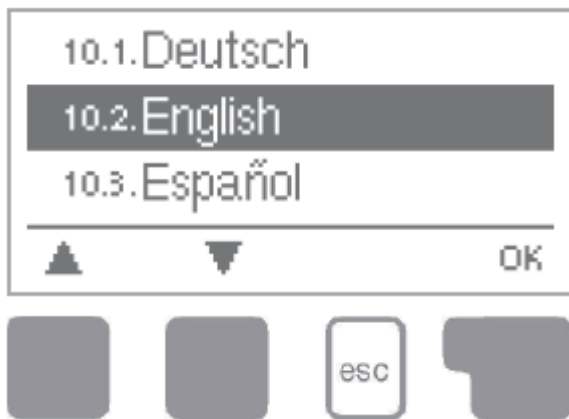 10.1.Deutsch
10.2.English
10.3.Español
▲ ▼ OK
esc